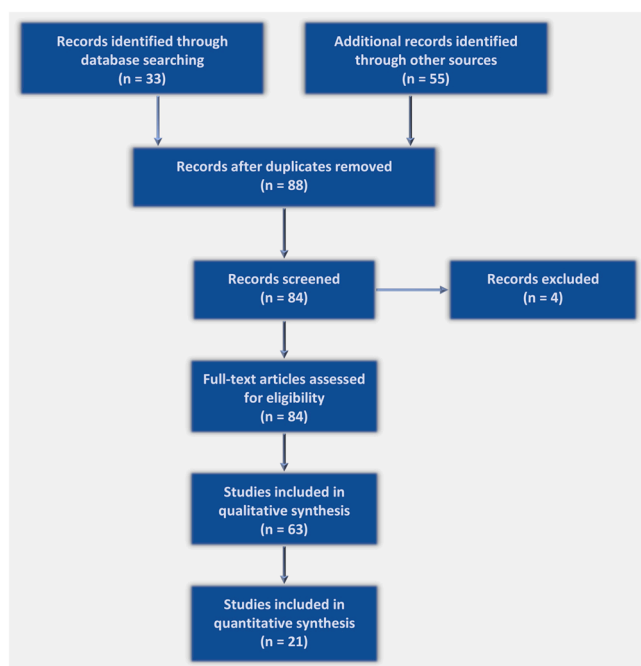 Records identified through
database searching
(n = 33)
Additional records identified
through other sources
(n = 55)
Records after duplicates removed
(n = 88)
Records screened
(n = 84)
Records excluded
(n = 4)
Full-text articles assessed
for eligibility
(n = 84)
Studies included in
qualitative synthesis
(n = 63)
Studies included in
quantitative synthesis
(n = 21)